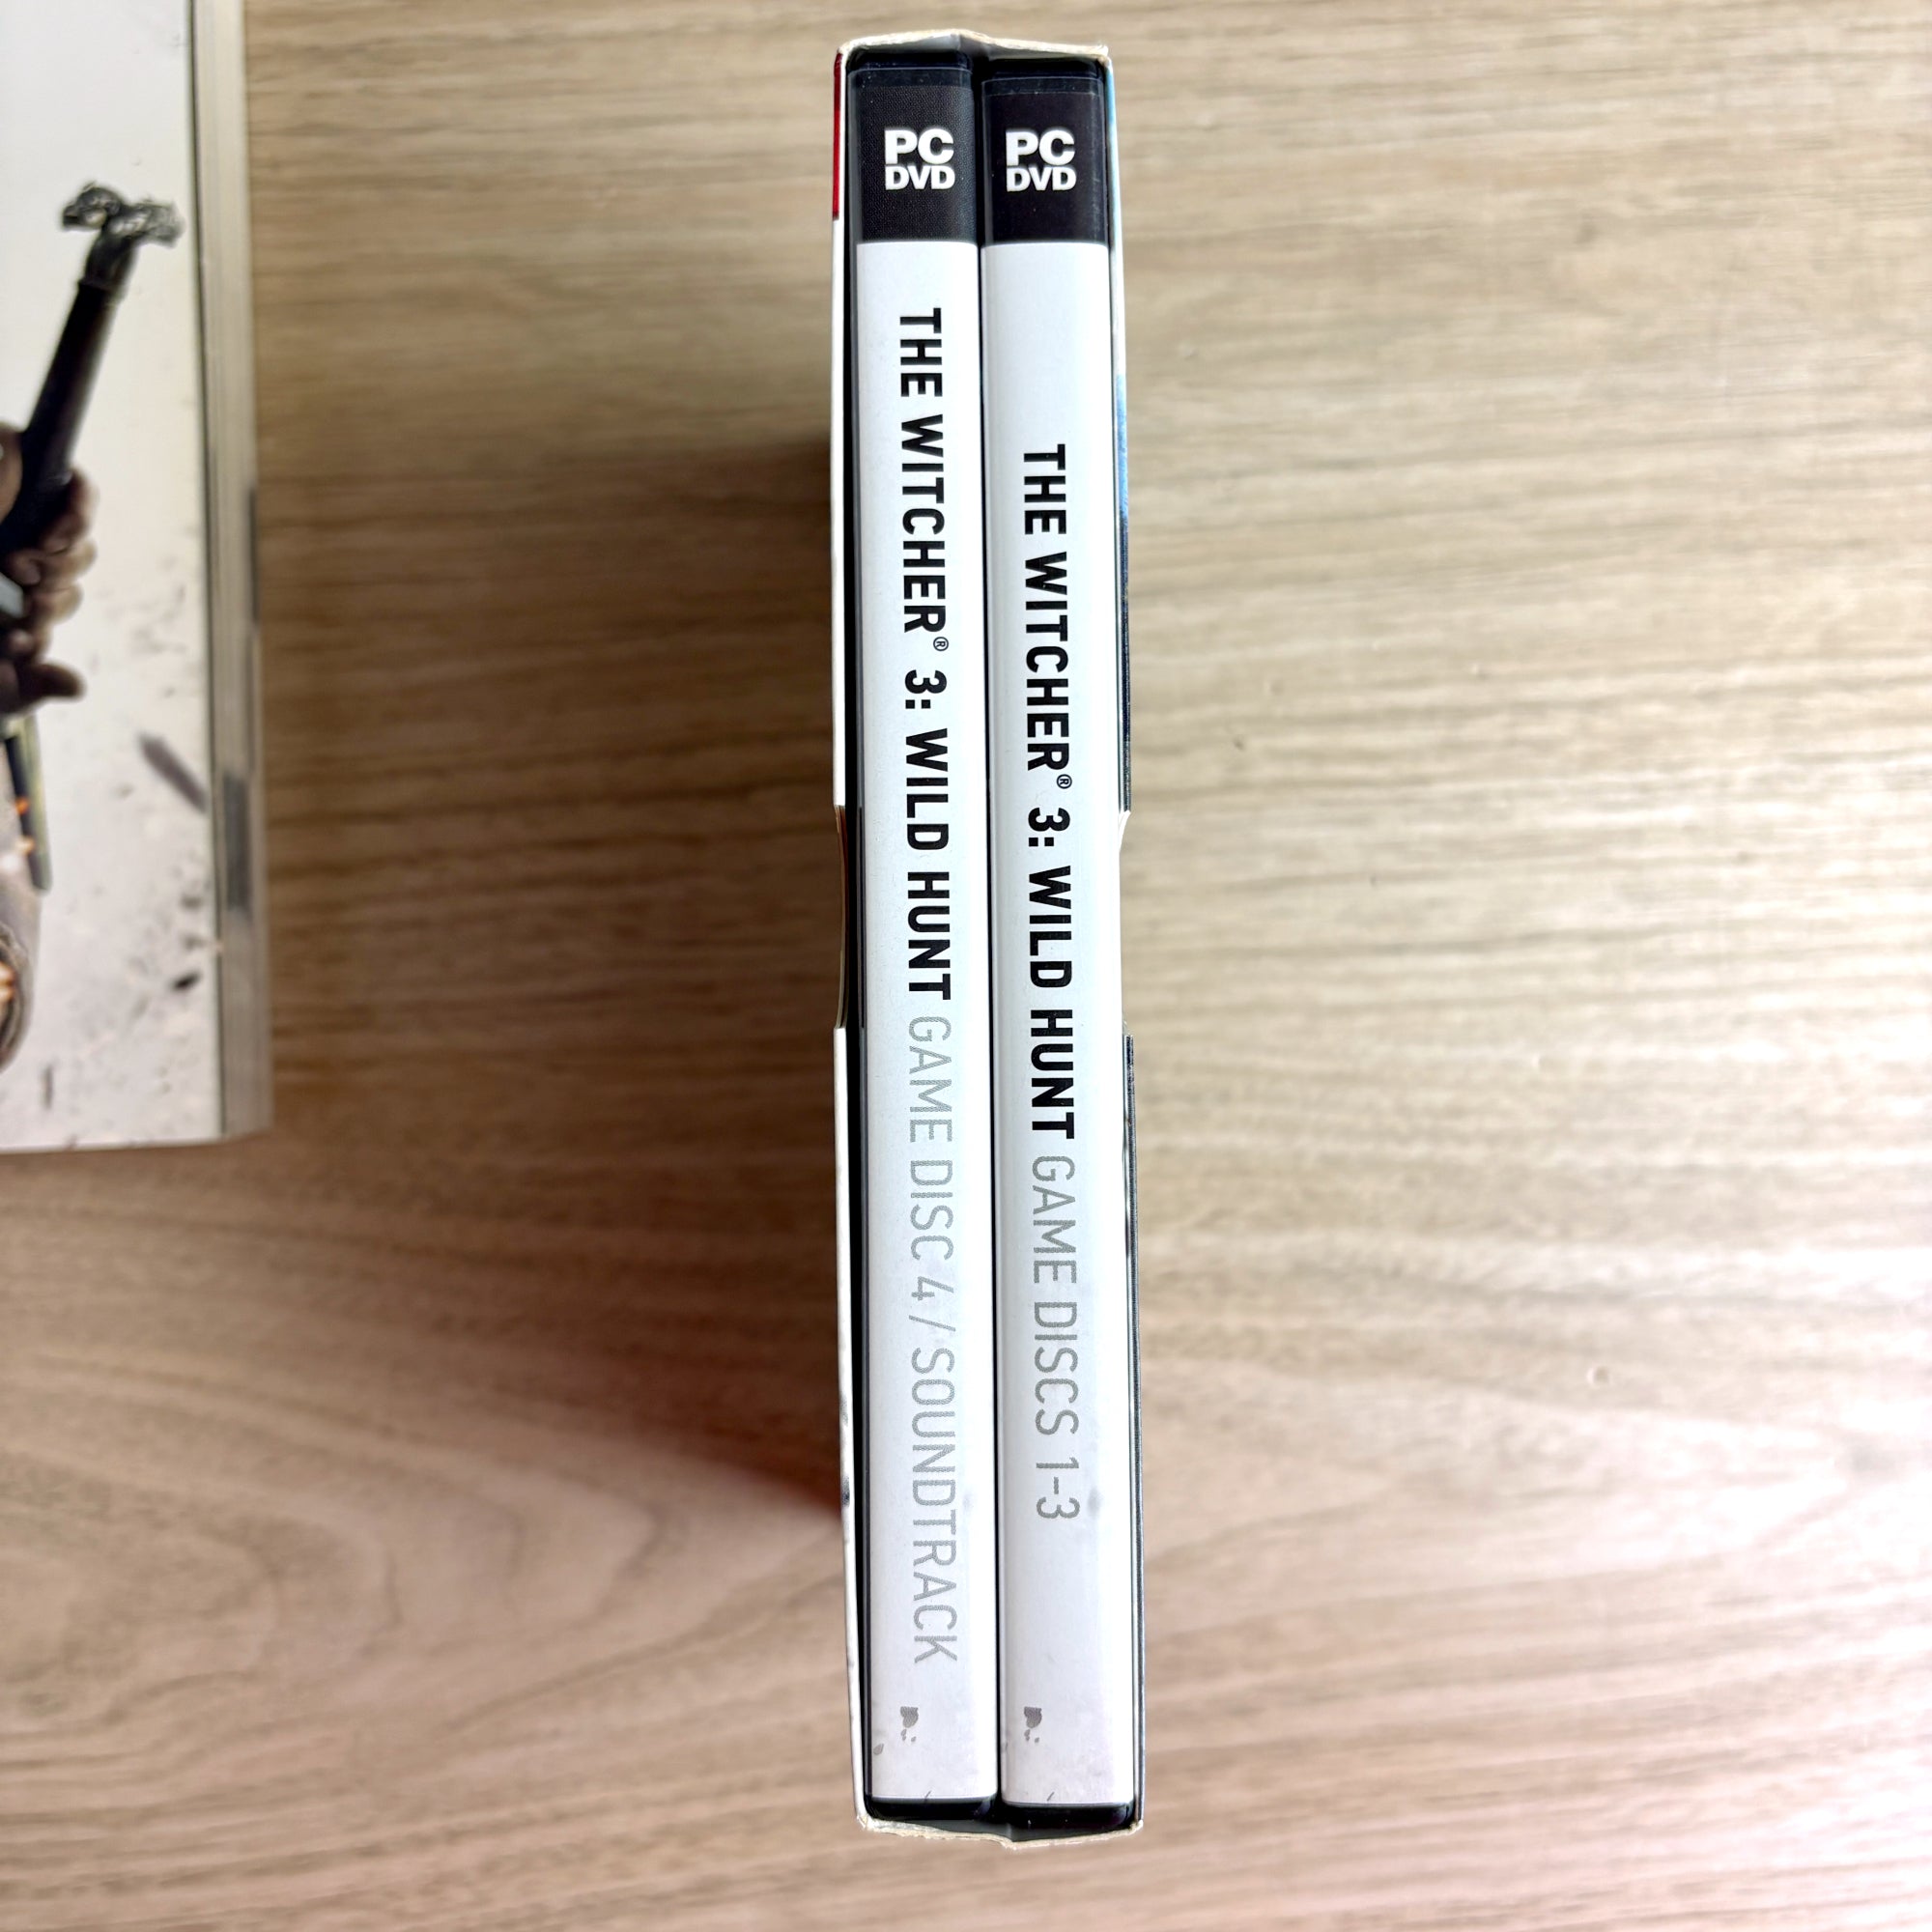 PC
DVD
THE WITCHER® 3: WILD HUNT GAME DISC 4 / SOUNDTRACK
PC
DVD
THE WITCHER® 3: WILD HUNT GAME DISCS 1-3